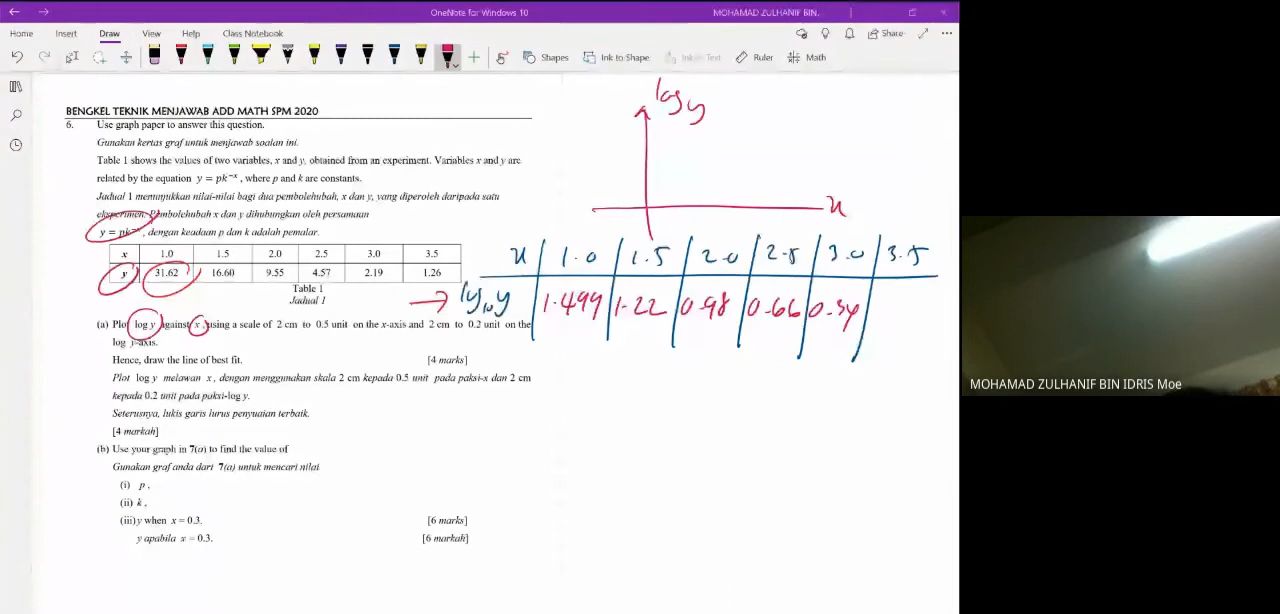 OneNote for Windows 10
MOHAMAD ZULHANIF BIN.
Home Insert Draw View Help Class Notebook
Share
Shapes Ink to Shape Ink to Text Ruler Math
BENGKEL TEKNIK MENJAWAB ADD MATH SPM 2020
6. Use graph paper to answer this question.
Gunakan kertas graf untuk menjawab soalan ini.
Table 1 shows the values of two variables, x and y, obtained from an experiment. Variables x and y are
related by the equation y = pk⁻ˣ, where p and k are constants.
Jadual 1 menunjukkan nilai-nilai bagi dua pembolehubah, x dan y, yang diperoleh daripada satu
eksperimen. Pembolehubah x dan y dihubungkan oleh persamaan
y = pk⁻ˣ, dengan keadaan p dan k adalah pemalar.
x 1.0 1.5 2.0 2.5 3.0 3.5
y 31.62 16.60 9.55 4.57 2.19 1.26
Table 1
Jadual 1
(a) Plot log y against x, using a scale of 2 cm to 0.5 unit on the x-axis and 2 cm to 0.2 unit on the
log y-axis.
Hence, draw the line of best fit. [4 marks]
Plot log y melawan x, dengan menggunakan skala 2 cm kepada 0.5 unit pada paksi-x dan 2 cm
kepada 0.2 unit pada paksi-log y.
Seterusnya, lukis garis lurus penyuaian terbaik.
[4 markah]
(b) Use your graph in 7(a) to find the value of
Gunakan graf anda dari 7(a) untuk mencari nilai
(i) p,
(ii) k,
(iii) y when x = 0.3. [6 marks]
y apabila x = 0.3. [6 markah]
log y
x
x 1.0 1.5 2.0 2.5 3.0 3.5
log₁₀y 1.499 1.22 0.98 0.66 0.34
MOHAMAD ZULHANIF BIN IDRIS Moe